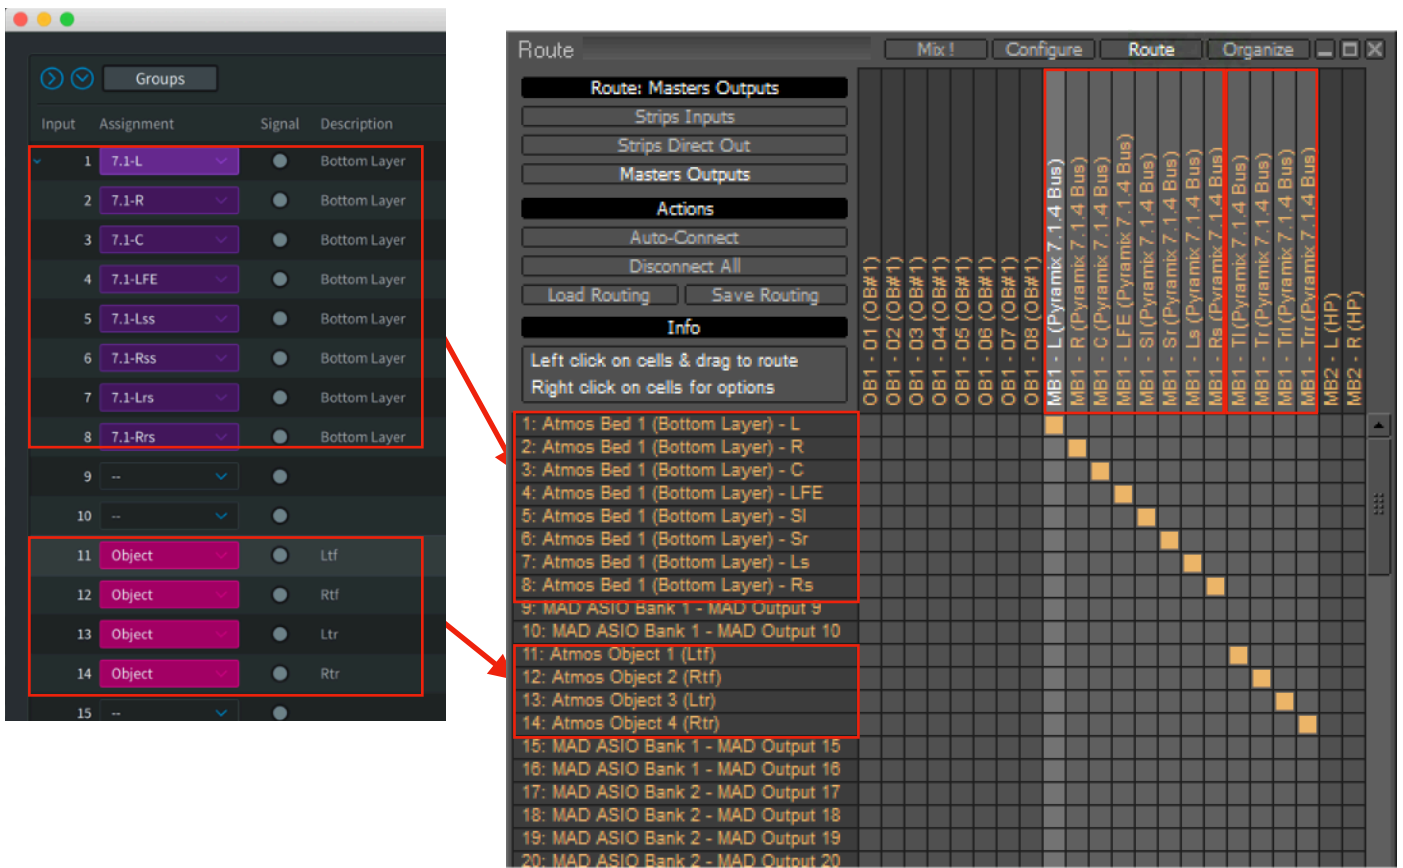 Groups
Input Assignment Signal Description
1 7.1-L Bottom Layer
2 7.1-R Bottom Layer
3 7.1-C Bottom Layer
4 7.1-LFE Bottom Layer
5 7.1-Lss Bottom Layer
6 7.1-Rss Bottom Layer
7 7.1-Lrs Bottom Layer
8 7.1-Rrs Bottom Layer
9 --
10 --
11 Object Ltf
12 Object Rtf
13 Object Ltr
14 Object Rtr
15 --
Route Mix ! Configure Route Organize
Route: Masters Outputs
Strips Inputs
Strips Direct Out
Masters Outputs
Actions
Auto-Connect
Disconnect All
Load Routing Save Routing
Info
Left click on cells & drag to route
Right click on cells for options
OB1 - 01 (OB#1)
OB1 - 02 (OB#1)
OB1 - 03 (OB#1)
OB1 - 04 (OB#1)
OB1 - 05 (OB#1)
OB1 - 06 (OB#1)
OB1 - 07 (OB#1)
OB1 - 08 (OB#1)
MB1 - L (Pyramix 7.1.4 Bus)
MB1 - R (Pyramix 7.1.4 Bus)
MB1 - C (Pyramix 7.1.4 Bus)
MB1 - LFE (Pyramix 7.1.4 Bus)
MB1 - Sl (Pyramix 7.1.4 Bus)
MB1 - Sr (Pyramix 7.1.4 Bus)
MB1 - Ls (Pyramix 7.1.4 Bus)
MB1 - Rs (Pyramix 7.1.4 Bus)
MB1 - Tl (Pyramix 7.1.4 Bus)
MB1 - Tr (Pyramix 7.1.4 Bus)
MB1 - Trl (Pyramix 7.1.4 Bus)
MB1 - Trr (Pyramix 7.1.4 Bus)
MB2 - L (HP)
MB2 - R (HP)
1: Atmos Bed 1 (Bottom Layer) - L
2: Atmos Bed 1 (Bottom Layer) - R
3: Atmos Bed 1 (Bottom Layer) - C
4: Atmos Bed 1 (Bottom Layer) - LFE
5: Atmos Bed 1 (Bottom Layer) - Sl
6: Atmos Bed 1 (Bottom Layer) - Sr
7: Atmos Bed 1 (Bottom Layer) - Ls
8: Atmos Bed 1 (Bottom Layer) - Rs
9: MAD ASIO Bank 1 - MAD Output 9
10: MAD ASIO Bank 1 - MAD Output 10
11: Atmos Object 1 (Ltf)
12: Atmos Object 2 (Rtf)
13: Atmos Object 3 (Ltr)
14: Atmos Object 4 (Rtr)
15: MAD ASIO Bank 1 - MAD Output 15
16: MAD ASIO Bank 1 - MAD Output 16
17: MAD ASIO Bank 2 - MAD Output 17
18: MAD ASIO Bank 2 - MAD Output 18
19: MAD ASIO Bank 2 - MAD Output 19
20: MAD ASIO Bank 2 - MAD Output 20